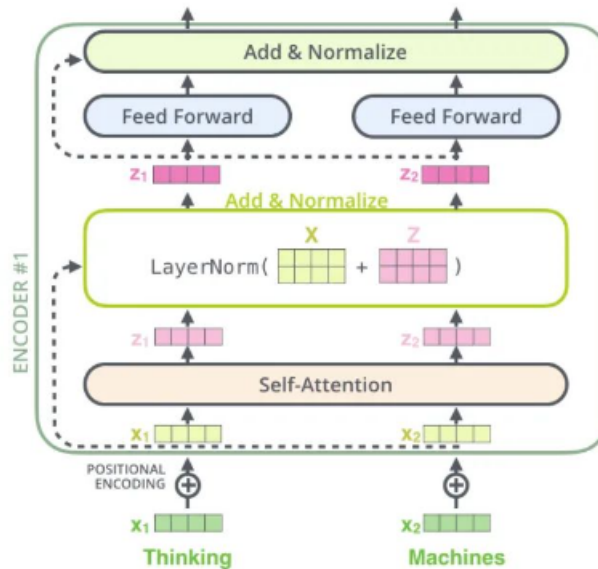 Add & Normalize
Feed Forward Feed Forward
z1 z2
Add & Normalize
X Z
LayerNorm( + )
ENCODER #1
z1 z2
Self-Attention
x1 x2
POSITIONAL
ENCODING
x1 x2
Thinking Machines